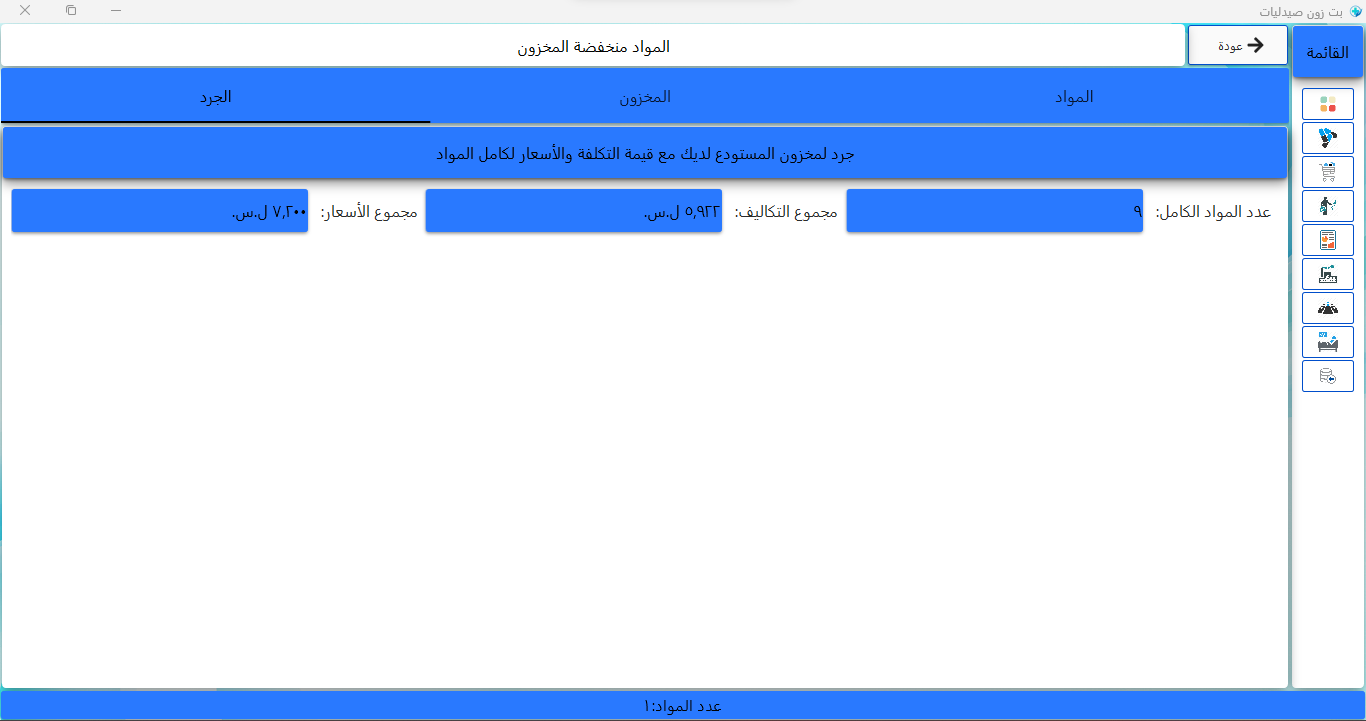 بت زون صيدليات
القائمة
عودة
المواد منخفضة المخزون
المواد
المخزون
الجرد
جرد لمخزون المستودع لديك مع قيمة التكلفة والأسعار لكامل المواد
عدد المواد الكامل: ٩
مجموع التكاليف: ٥,٩٢٢ ل.س.
مجموع الأسعار: ٧,٢٠٠ ل.س.
عدد المواد:١